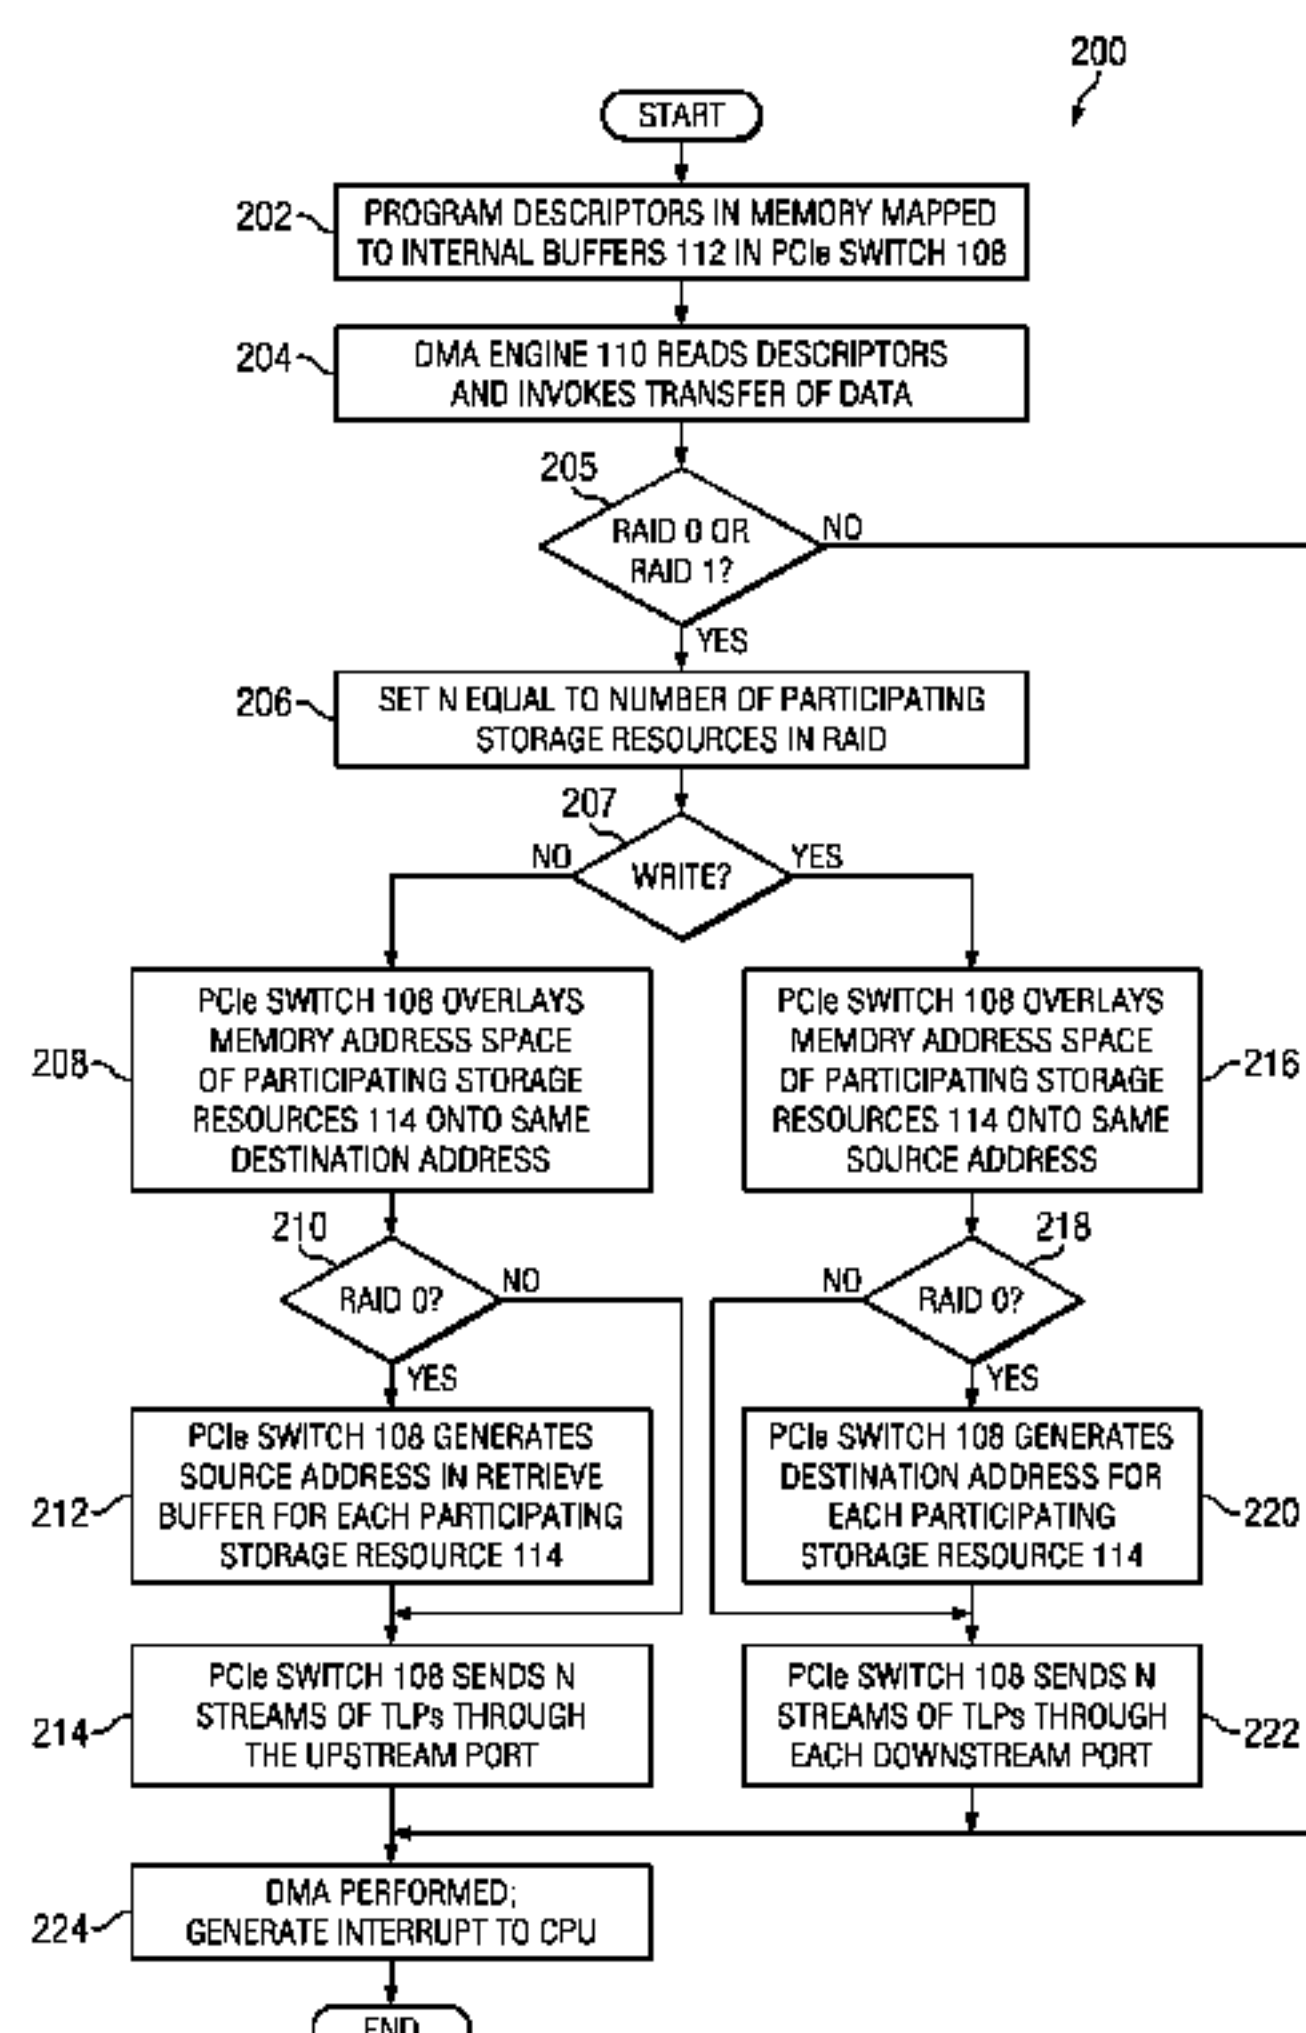 200
START
202
PROGRAM DESCRIPTORS IN MEMORY MAPPED
TO INTERNAL BUFFERS 112 IN PCIe SWITCH 108
204
DMA ENGINE 110 READS DESCRIPTORS
AND INVOKES TRANSFER OF DATA
205
RAID 0 OR
RAID 1?
NO
YES
206
SET N EQUAL TO NUMBER OF PARTICIPATING
STORAGE RESOURCES IN RAID
207
WRITE?
NO
YES
208
PCIe SWITCH 108 OVERLAYS
MEMORY ADDRESS SPACE
OF PARTICIPATING STORAGE
RESOURCES 114 ONTO SAME
DESTINATION ADDRESS
PCIe SWITCH 108 OVERLAYS
MEMORY ADDRESS SPACE
OF PARTICIPATING STORAGE
RESOURCES 114 ONTO SAME
SOURCE ADDRESS
216
210
RAID 0?
NO
YES
218
RAID 0?
NO
YES
212
PCIe SWITCH 108 GENERATES
SOURCE ADDRESS IN RETRIEVE
BUFFER FOR EACH PARTICIPATING
STORAGE RESOURCE 114
PCIe SWITCH 108 GENERATES
DESTINATION ADDRESS FOR
EACH PARTICIPATING
STORAGE RESOURCE 114
220
214
PCIe SWITCH 108 SENDS N
STREAMS OF TLPs THROUGH
THE UPSTREAM PORT
PCIe SWITCH 108 SENDS N
STREAMS OF TLPs THROUGH
EACH DOWNSTREAM PORT
222
224
DMA PERFORMED;
GENERATE INTERRUPT TO CPU
END